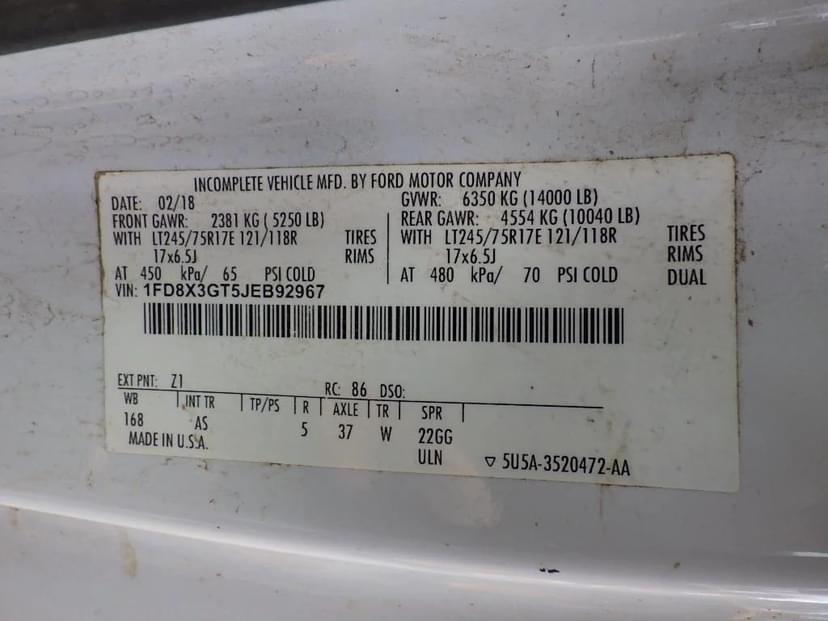 INCOMPLETE VEHICLE MFD. BY FORD MOTOR COMPANY
DATE: 02/18 GVWR: 6350 KG (14000 LB)
FRONT GAWR: 2381 KG ( 5250 LB) REAR GAWR: 4554 KG (10040 LB)
WITH LT245/75R17E 121/118R TIRES WITH LT245/75R17E 121/118R TIRES
17x6.5J RIMS 17x6.5J RIMS
AT 450 kPa/ 65 PSI COLD AT 480 kPa/ 70 PSI COLD DUAL
VIN: 1FD8X3GT5JEB92967
EXT PNT: Z1 RC: 86 DSO:
WB INT TR TP/PS R AXLE TR SPR
168 AS 5 37 W 22GG
MADE IN U.S.A. ULN ▽ 5U5A-3520472-AA